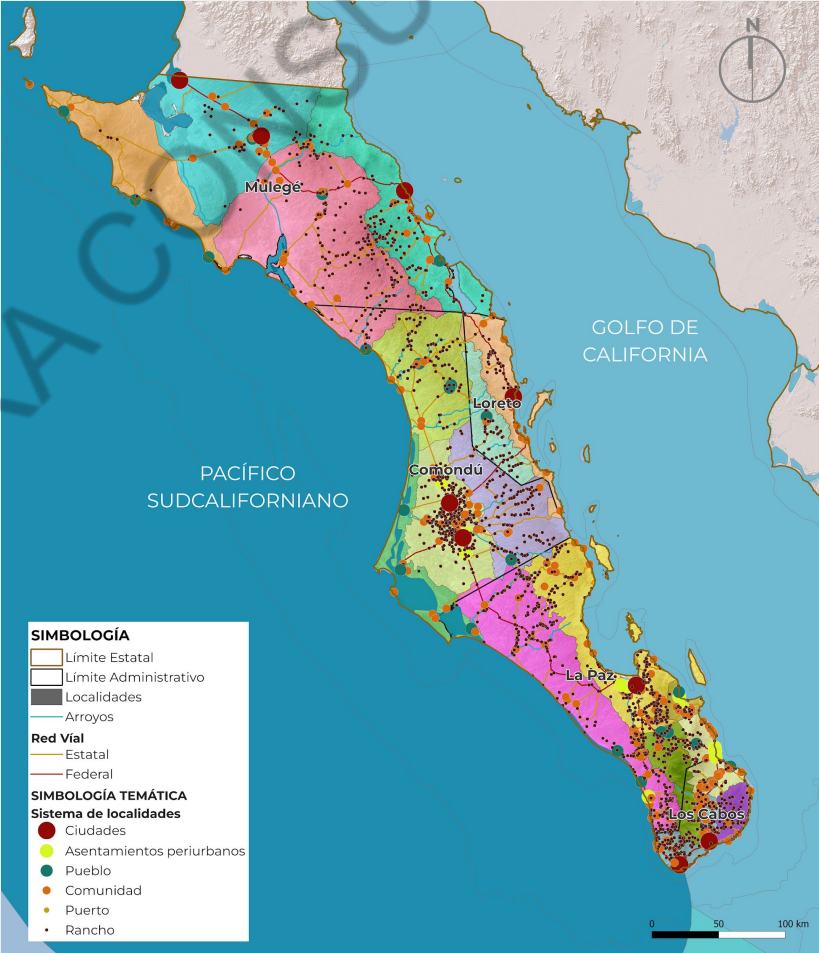 N
Mulegé
GOLFO DE
CALIFORNIA
Loreto
Comondú
PACÍFICO
SUDCALIFORNIANO
La Paz
Los Cabos
SIMBOLOGÍA
Límite Estatal
Límite Administrativo
Localidades
Arroyos
Red Víal
Estatal
Federal
SIMBOLOGÍA TEMÁTICA
Sistema de localidades
Ciudades
Asentamientos periurbanos
Pueblo
Comunidad
Puerto
Rancho
0 50 100 km
A CONSU